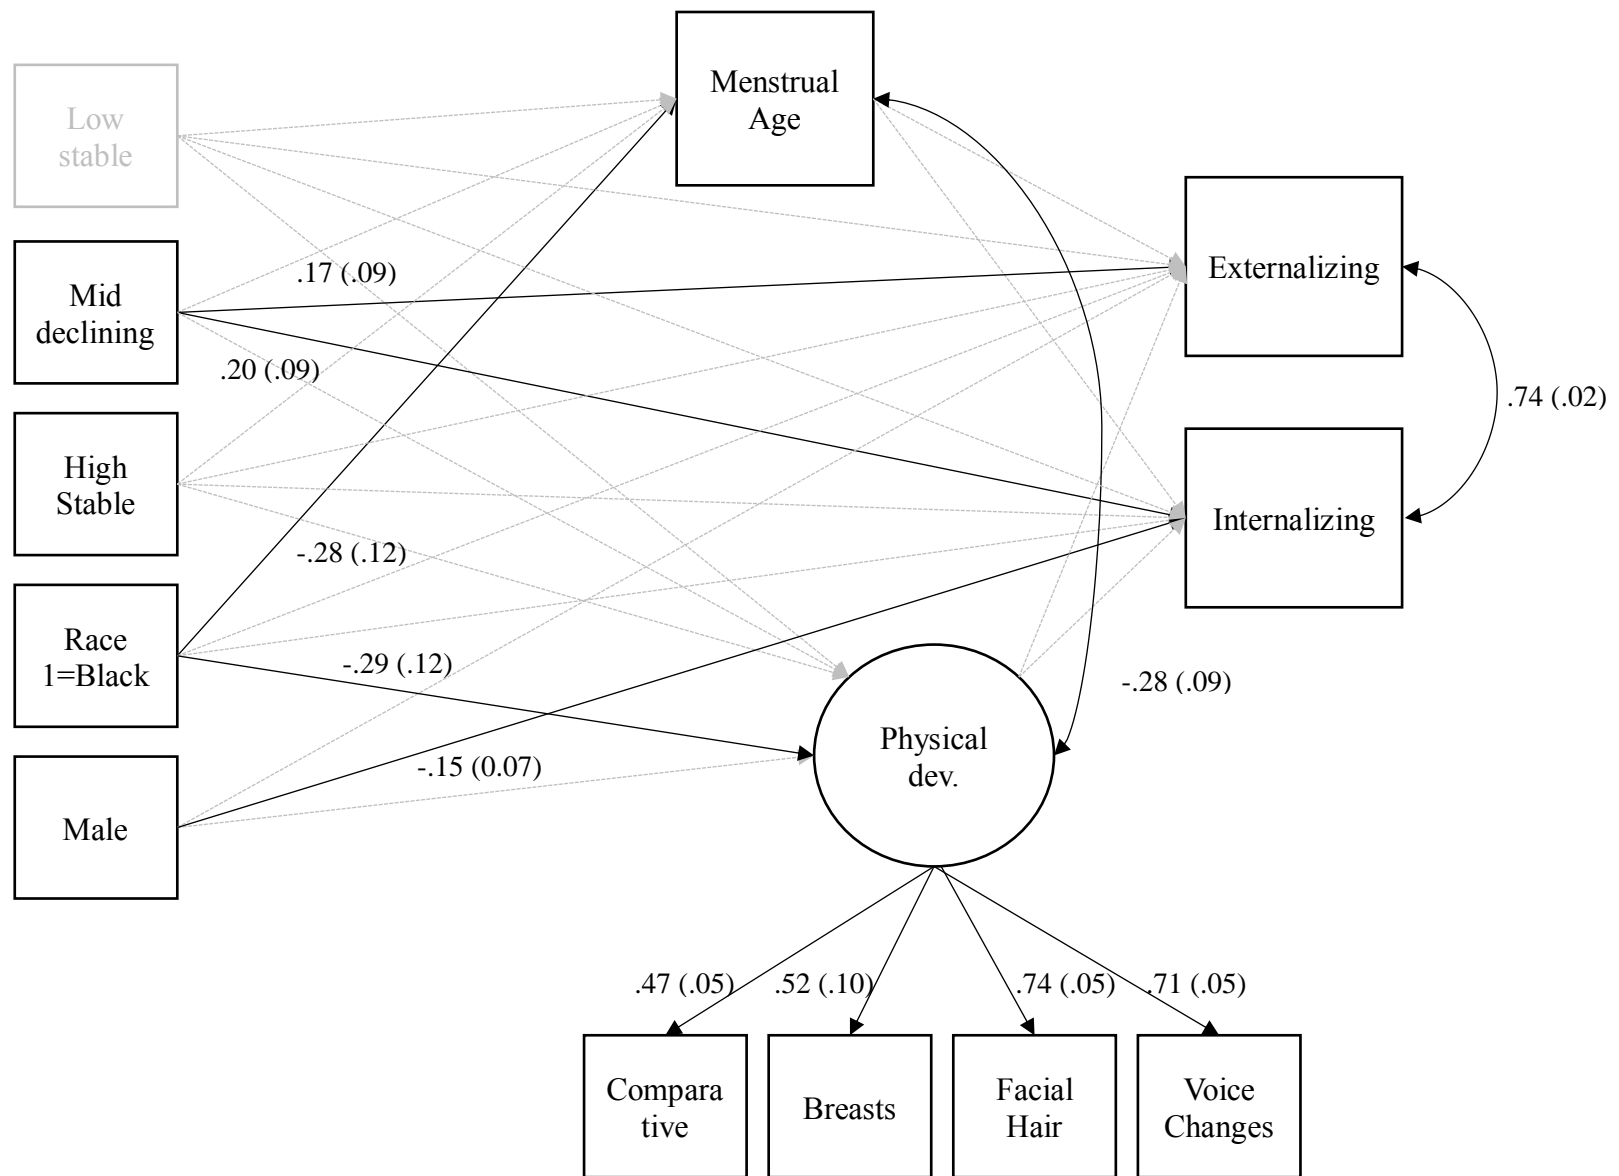 Menstrual
Age
Low
stable
Externalizing
.17 (.09)
Mid
declining
.20 (.09)
.74 (.02)
High
Stable
Internalizing
-.28 (.12)
Race
1=Black
-.29 (.12)
-.28 (.09)
Physical
dev.
-.15 (0.07)
Male
.47 (.05)
.52 (.10)
.74 (.05)
.71 (.05)
Compara
tive
Breasts
Facial
Hair
Voice
Changes